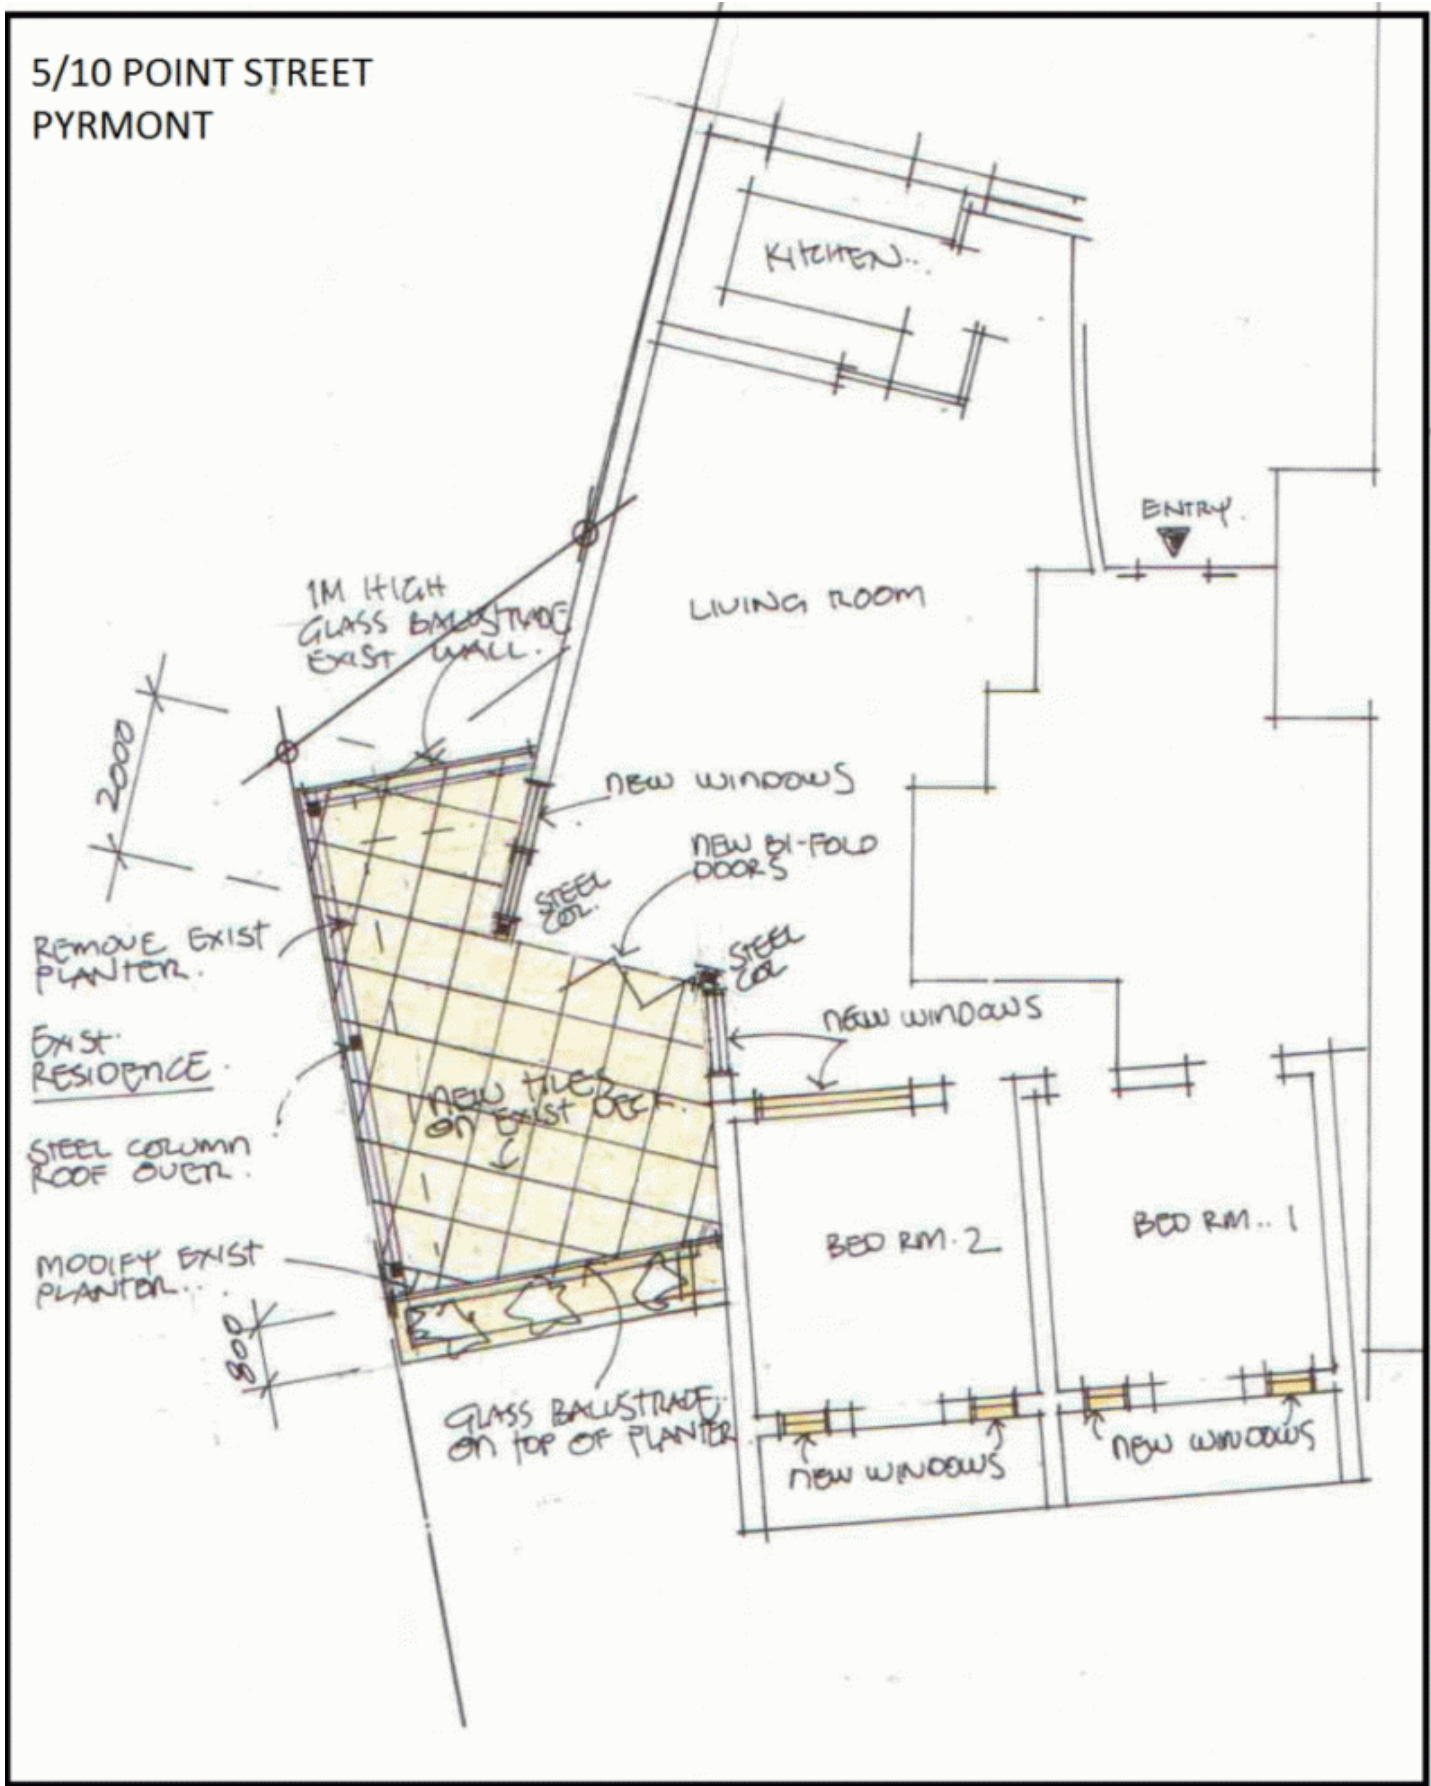 5/10 POINT STREET
PYRMONT
KITCHEN..
ENTRY.
1M HIGH
GLASS BALUSTRADE
EXIST WALL.
LIVING ROOM
2000
NEW WINDOWS
NEW BI-FOLD
DOORS
STEEL
COL.
STEEL
COL
REMOVE EXIST
PLANTER.
NEW WINDOWS
EXIST.
RESIDENCE.
NEW TILES
ON EXIST DECK.
STEEL COLUMN
ROOF OVER.
BED RM. 2
BED RM.. 1
MODIFY EXIST
PLANTER..
800
GLASS BALUSTRADE.
ON TOP OF PLANTER
NEW WINDOWS
NEW WINDOWS